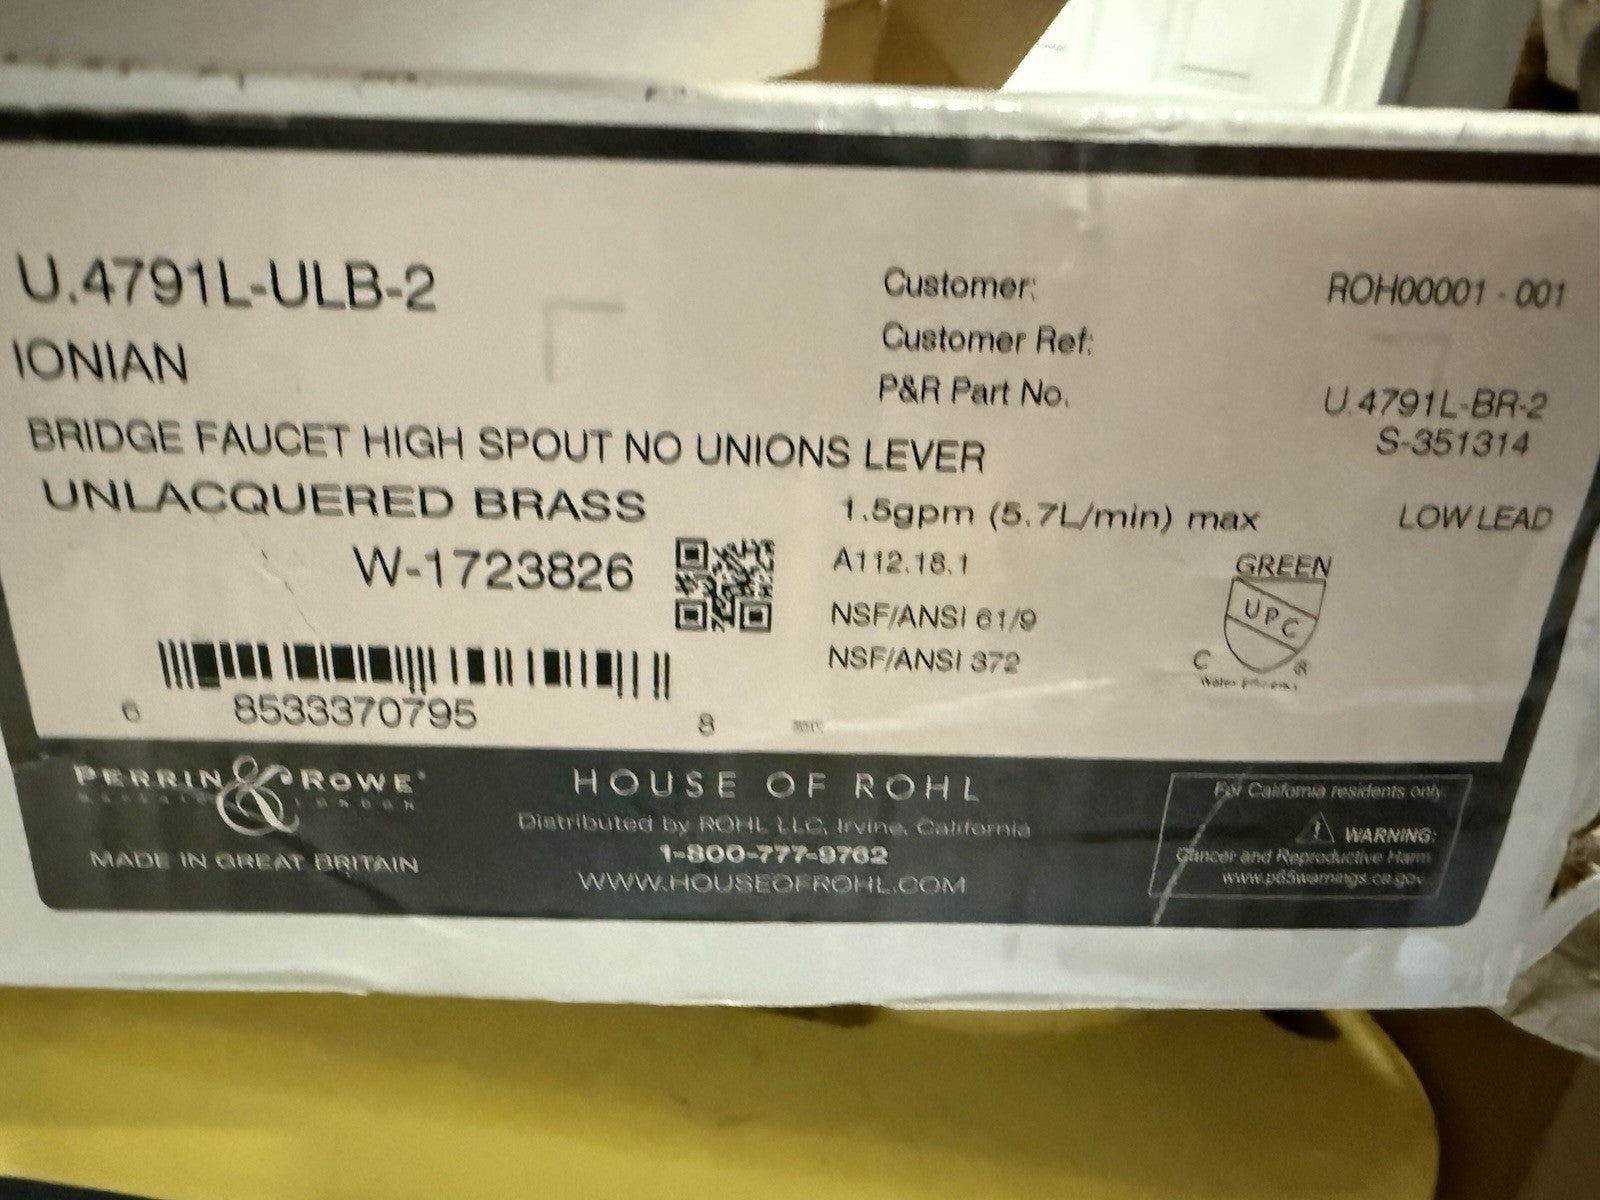 U.4791L-ULB-2
IONIAN
BRIDGE FAUCET HIGH SPOUT NO UNIONS LEVER
UNLACQUERED BRASS
W-1723826
6 8533370795 8
Customer: ROH00001 - 001
Customer Ref:
P&R Part No. U.4791L-BR-2
S-351314
1.5gpm (5.7L/min) max LOW LEAD
A112.18.1
NSF/ANSI 61/9
NSF/ANSI 372
GREEN
UPC
C
Water
PERRIN & ROWE
LONDON
MADE IN GREAT BRITAIN
HOUSE OF ROHL
Distributed by ROHL LLC, Irvine, California
1-800-777-9762
WWW.HOUSEOFROHL.COM
For California residents only
WARNING:
Cancer and Reproductive Harm
www.p65warnings.ca.gov